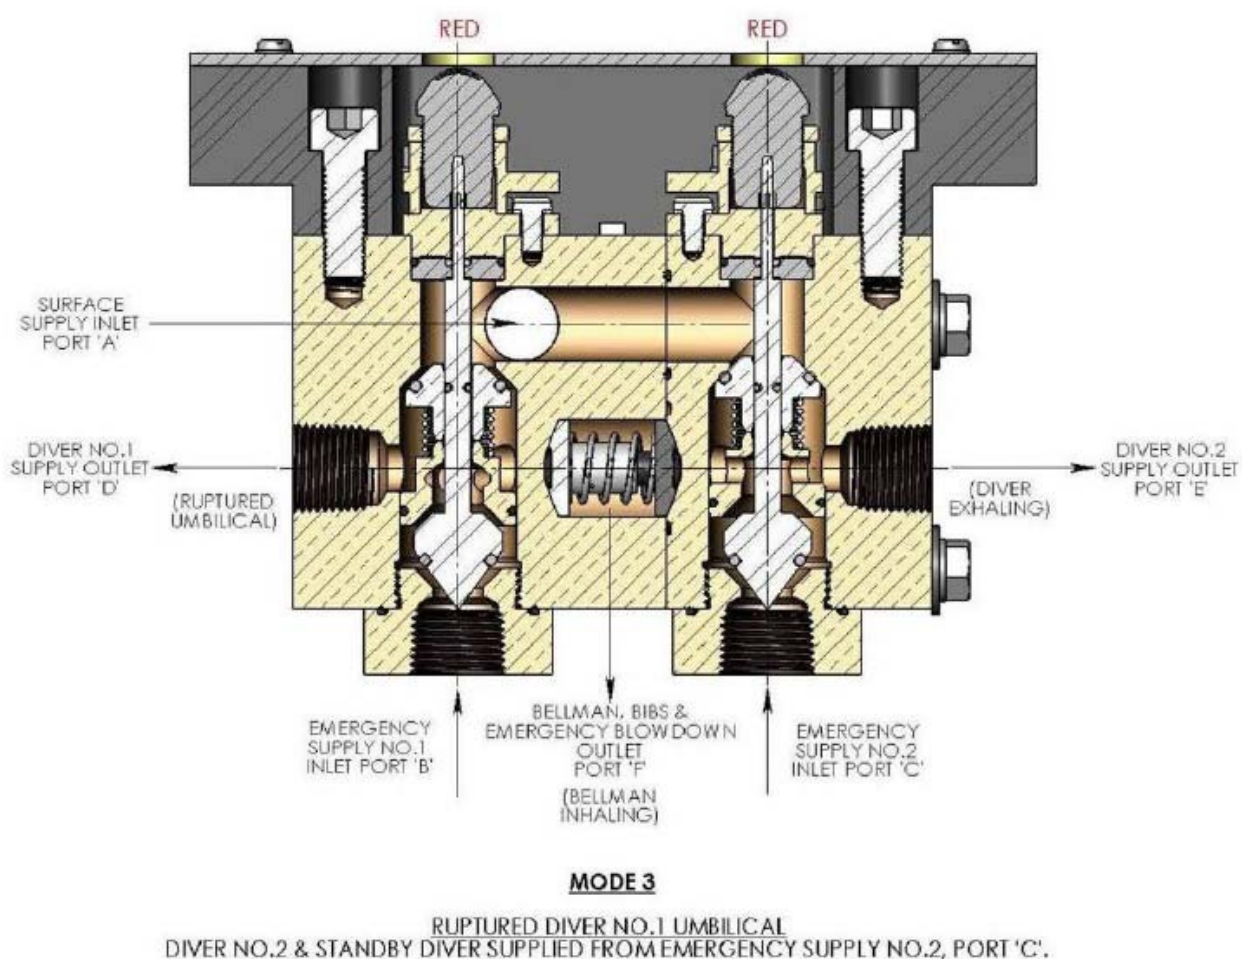 RED
RED
SURFACE
SUPPLY INLET
PORT 'A'
DIVER NO.1
SUPPLY OUTLET
PORT 'D'
(RUPTURED
UMBILICAL)
DIVER NO.2
SUPPLY OUTLET
PORT 'E'
(DIVER
EXHALING)
EMERGENCY
SUPPLY NO.1
INLET PORT 'B'
BELLMAN, BIBS &
EMERGENCY BLOWDOWN
OUTLET
PORT 'F'
(BELLMAN
INHALING)
EMERGENCY
SUPPLY NO.2
INLET PORT 'C'
MODE 3
RUPTURED DIVER NO.1 UMBILICAL
DIVER NO.2 & STANDBY DIVER SUPPLIED FROM EMERGENCY SUPPLY NO.2, PORT 'C'.